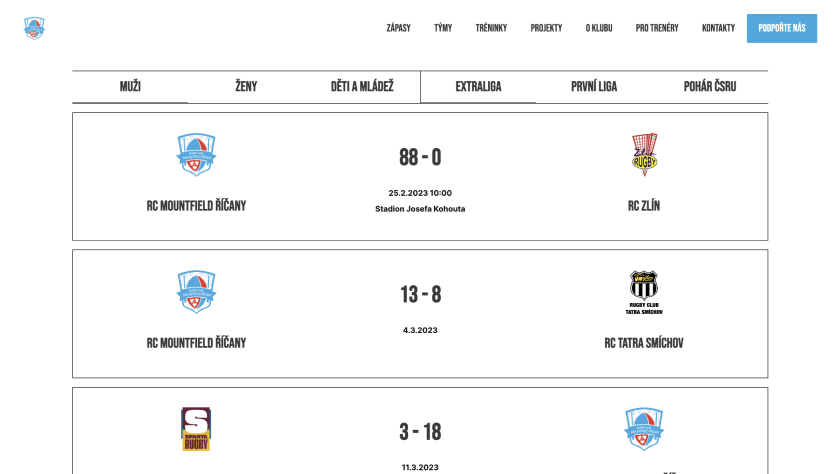 ZÁPASY TÝMY TRÉNINKY PROJEKTY O KLUBU PRO TRENÉRY KONTAKTY PODPOŘTE NÁS
MUŽI ŽENY DĚTI A MLÁDEŽ EXTRALIGA PRVNÍ LIGA POHÁR ČSRU
88 - 0
25.2.2023 10:00
Stadion Josefa Kohouta
RC MOUNTFIELD ŘÍČANY
RUGBY
RC ZLÍN
13 - 8
4.3.2023
RC MOUNTFIELD ŘÍČANY
RUGBY CLUB
TATRA SMÍCHOV
RC TATRA SMÍCHOV
S
SPARTA
RUGBY
3 - 18
11.3.2023